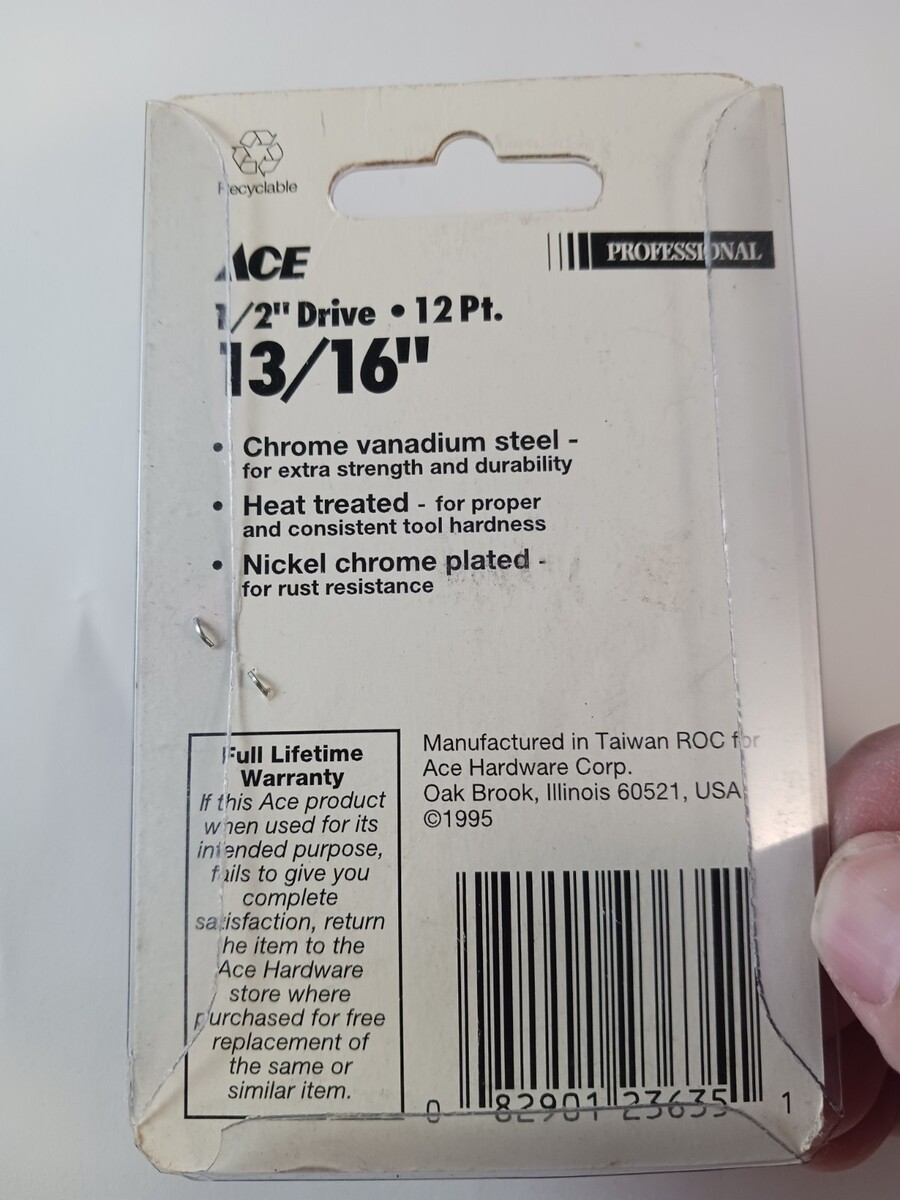 Recyclable
ACE
PROFESSIONAL
1/2" Drive • 12 Pt.
13/16"
• Chrome vanadium steel -
for extra strength and durability
• Heat treated - for proper
and consistent tool hardness
• Nickel chrome plated -
for rust resistance
Full Lifetime
Warranty
If this Ace product
when used for its
intended purpose,
fails to give you
complete
satisfaction, return
the item to the
Ace Hardware
store where
purchased for free
replacement of
the same or
similar item.
Manufactured in Taiwan ROC for
Ace Hardware Corp.
Oak Brook, Illinois 60521, USA
©1995
0 82901 23635 1